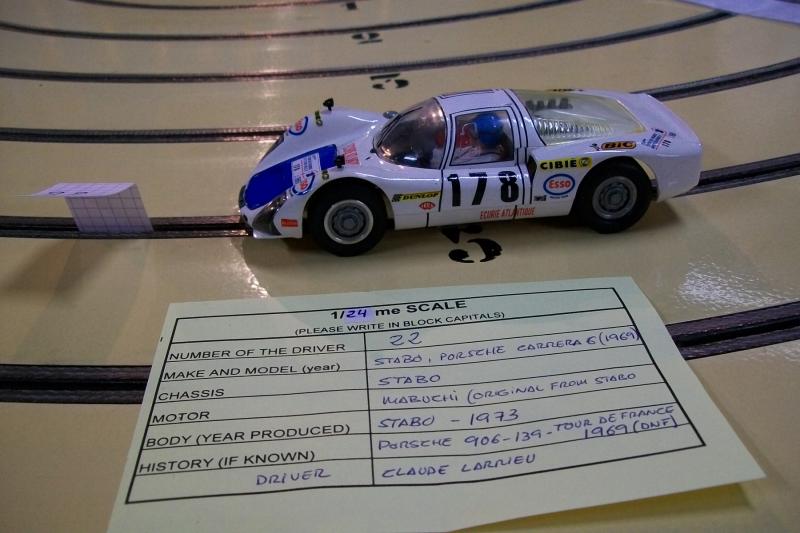 5
DUNLOP
178
CIBIE
Esso
BIC
ECURIE ATLANTIQUE
5
1/24 me SCALE
(PLEASE WRITE IN BLOCK CAPITALS)
NUMBER OF THE DRIVER 22
MAKE AND MODEL (year) STABO, PORSCHE CARRERA 6 (1969)
CHASSIS STABO
MOTOR MABUCHI (ORIGINAL FROM STABO
BODY (YEAR PRODUCED) STABO - 1973
HISTORY (IF KNOWN) PORSCHE 906-139-TOUR DE FRANCE
1969 (DNF)
DRIVER CLAUDE LARRIEU